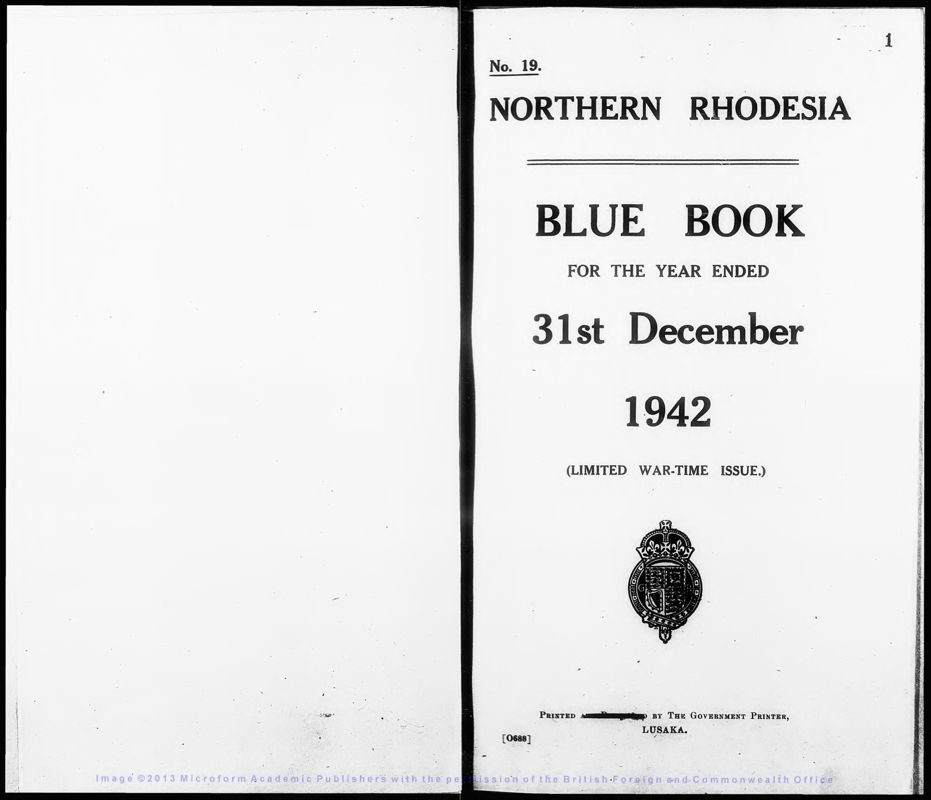 1
No. 19.
NORTHERN RHODESIA
BLUE BOOK
FOR THE YEAR ENDED
31st December
1942
(LIMITED WAR-TIME ISSUE.)
PRINTED BY THE GOVERNMENT PRINTER,
LUSAKA.
[O688]
Image ©2013 Microform Academic Publishers with the permission of the British Foreign and Commonwealth Office